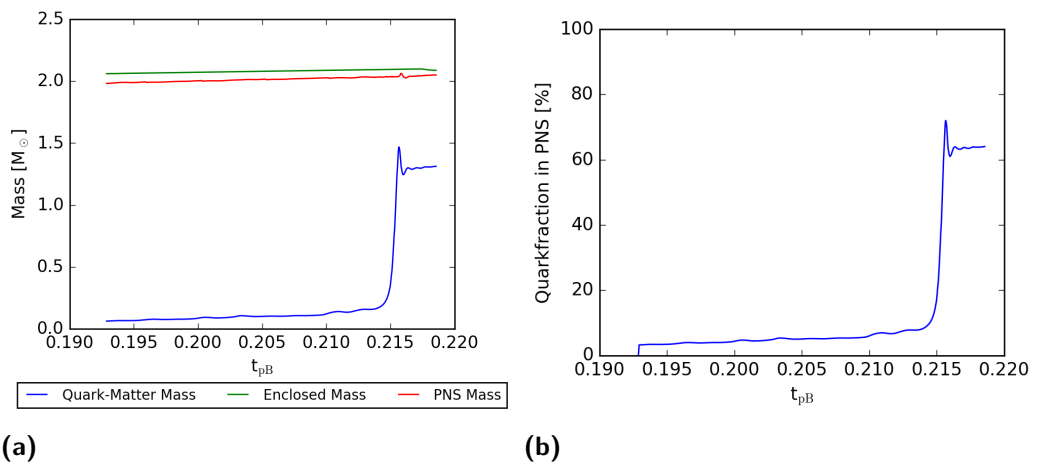 2.5
2.0
1.5
1.0
0.5
0.0
Mass [M☉]
0.190 0.195 0.200 0.205 0.210 0.215 0.220
tpB
Quark-Matter Mass Enclosed Mass PNS Mass
(a)
100
80
60
40
20
0
Quarkfraction in PNS [%]
0.190 0.195 0.200 0.205 0.210 0.215 0.220
tpB
(b)